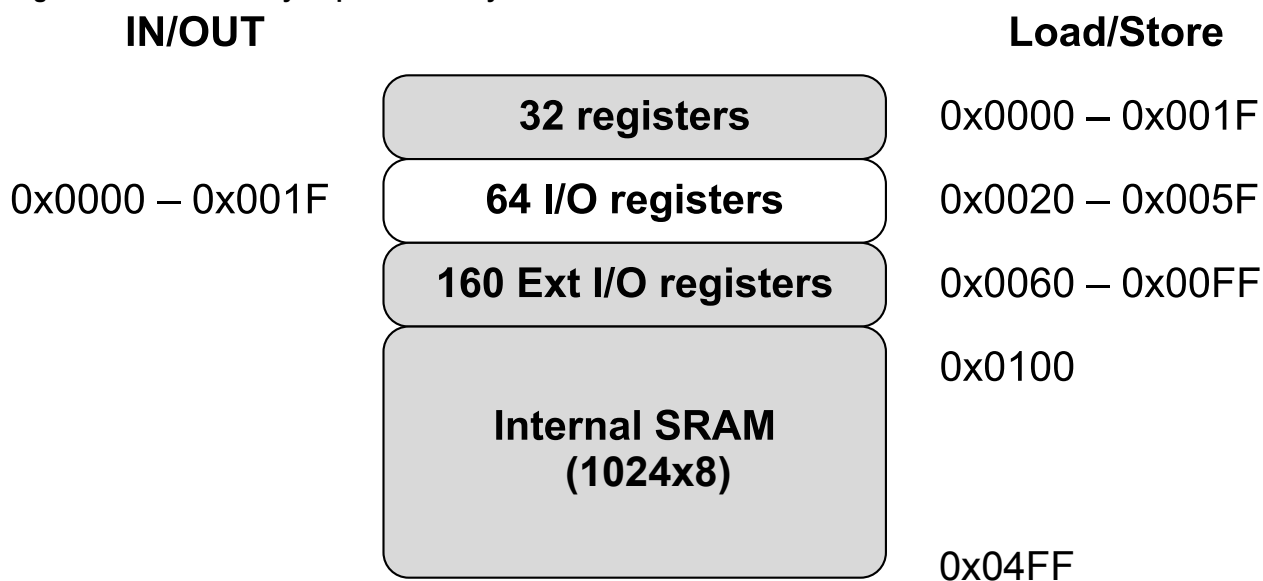 IN/OUT Load/Store
32 registers 0x0000 – 0x001F
0x0000 – 0x001F 64 I/O registers 0x0020 – 0x005F
160 Ext I/O registers 0x0060 – 0x00FF
0x0100
Internal SRAM
(1024x8)
0x04FF